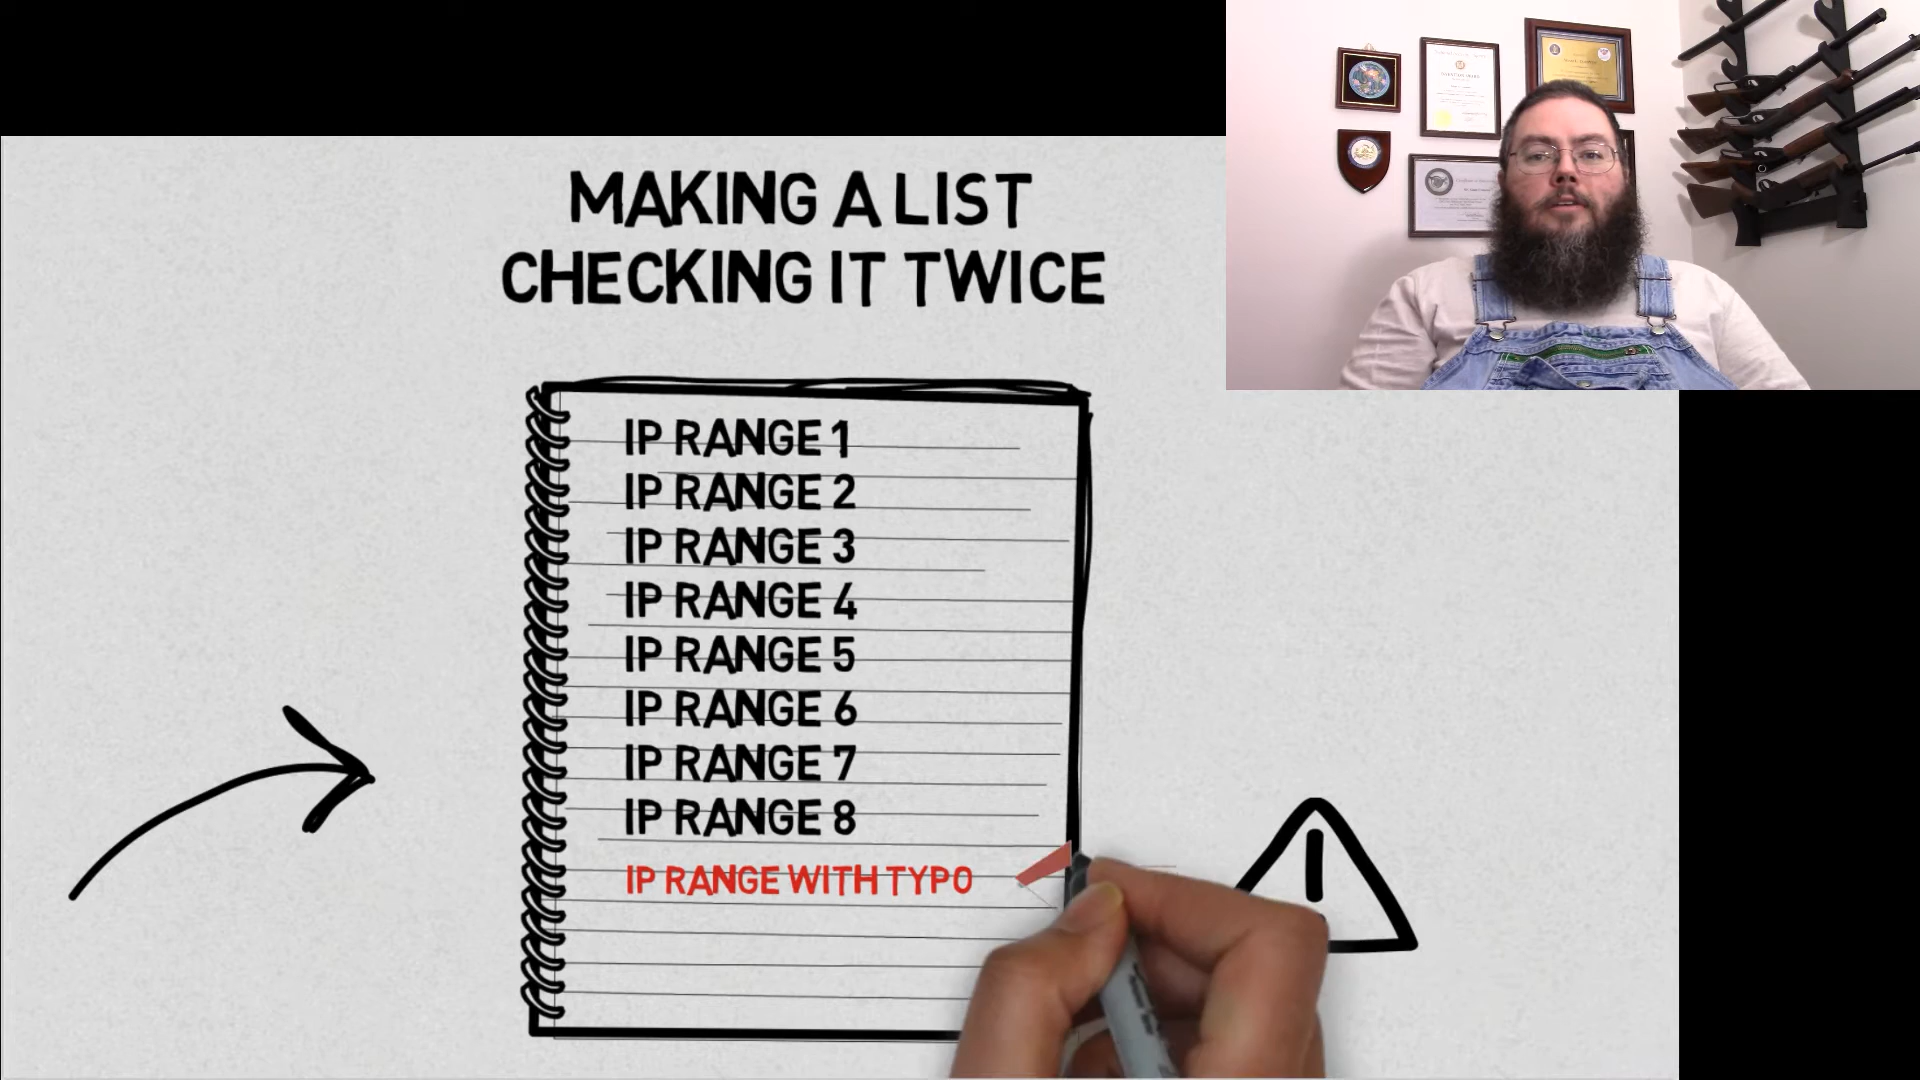 MAKING A LIST
CHECKING IT TWICE
IP RANGE 1
IP RANGE 2
IP RANGE 3
IP RANGE 4
IP RANGE 5
IP RANGE 6
IP RANGE 7
IP RANGE 8
IP RANGE WITH TYPO